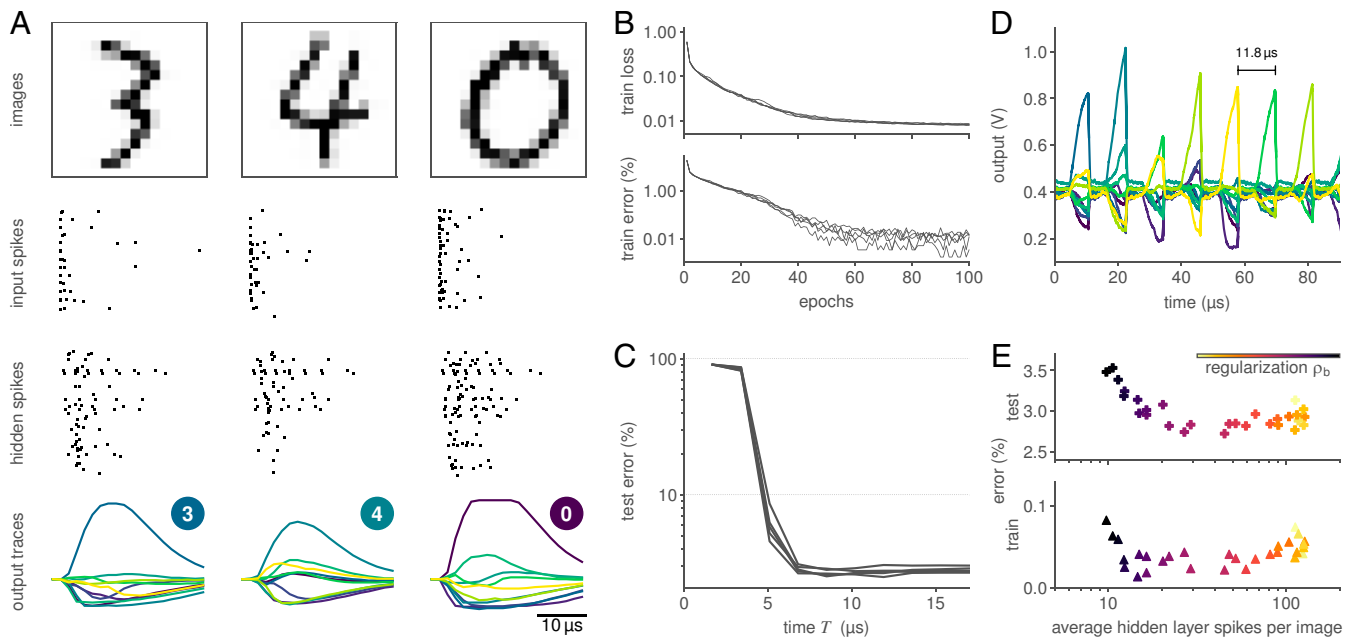 A
images
input spikes
hidden spikes
output traces
3
4
0
10 µs
B
train loss
1.00
0.10
0.01
0
20
40
60
80
train error (%)
1.00
0.01
0
20
40
60
80
100
epochs
C
test error (%)
100
10
0
5
10
15
time T (µs)
D
output (V)
1.0
0.8
0.6
0.4
0.2
11.8 µs
0
20
40
60
80
time (µs)
E
regularization ρb
error (%)
test
3.5
3.0
2.5
train
0.1
0.0
10
100
average hidden layer spikes per image